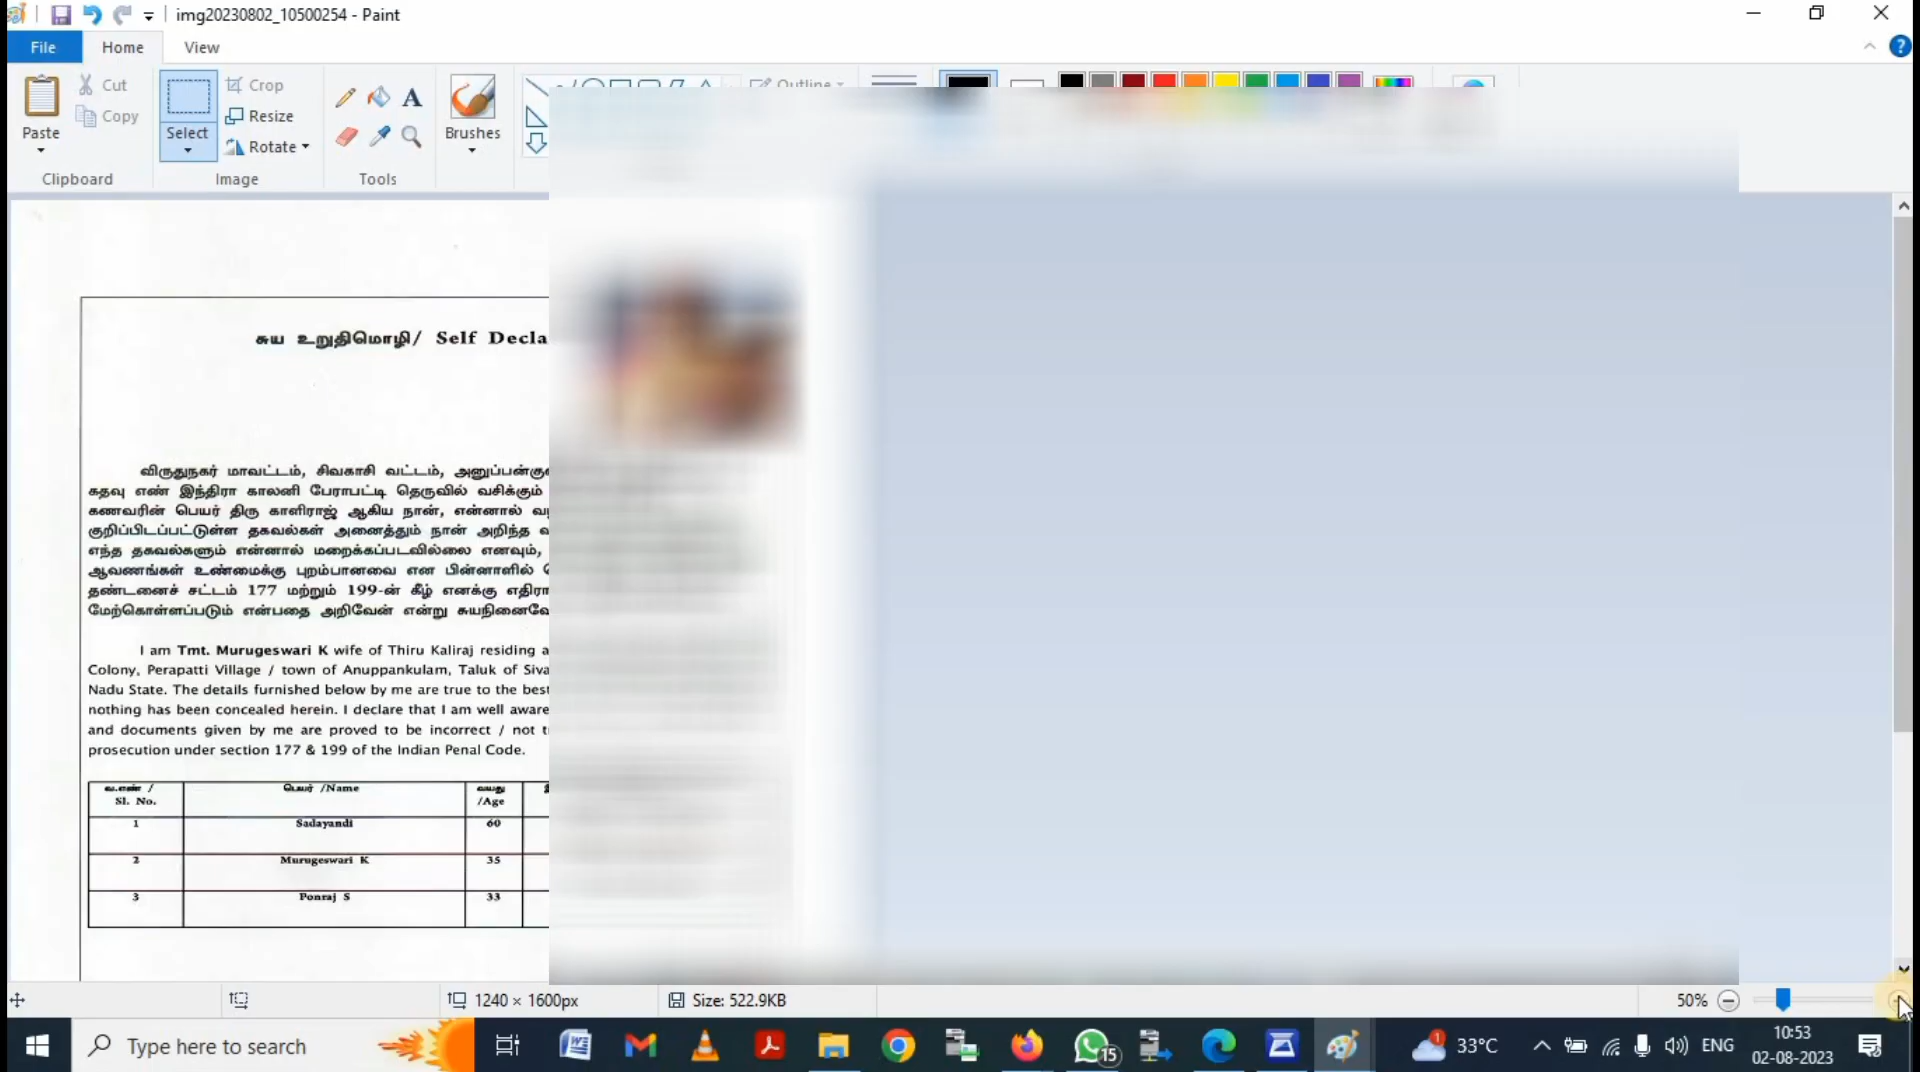 img20230802_10500254 - Paint
File Home View
Paste
Cut
Copy
Clipboard
Select
Crop
Resize
Rotate
Image
A
Tools
Brushes
Outline
சுய உறுதிமொழி/ Self Decla
விருதுநகர் மாவட்டம், சிவகாசி வட்டம், அனுப்பன்கு
கதவு எண் இந்திரா காலனி பேராபட்டி தெருவில் வசிக்கும்
கணவரின் பெயர் திரு காளிராஜ் ஆகிய நான், என்னால்
குறிப்பிடப்பட்டுள்ள தகவல்கள் அனைத்தும் நான் அறிந்த
எந்த தகவல்களும் என்னால் மறைக்கப்படவில்லை எனவும்,
ஆவணங்கள் உண்மைக்கு புறம்பானவை என பின்னாளில்
தண்டனைச் சட்டம் 177 மற்றும் 199-ன் கீழ் எனக்கு எதிரா
மேற்கொள்ளப்படும் என்பதை அறிவேன் என்று சுயநினைவே
I am Tmt. Murugeswari K wife of Thiru Kaliraj residing a
Colony, Perapatti Village / town of Anuppankulam, Taluk of Siva
Nadu State. The details furnished below by me are true to the best
nothing has been concealed herein. I declare that I am well aware
and documents given by me are proved to be incorrect / not t
prosecution under section 177 & 199 of the Indian Penal Code.
வ.எண் / பெயர் /Name வயது
Sl. No. /Age
1 Sadayandi 60
2 Murugeswari K 35
3 Ponraj S 33
1240 × 1600px Size: 522.9KB 50%
Type here to search 15 1 33°C ENG 10:53
02-08-2023